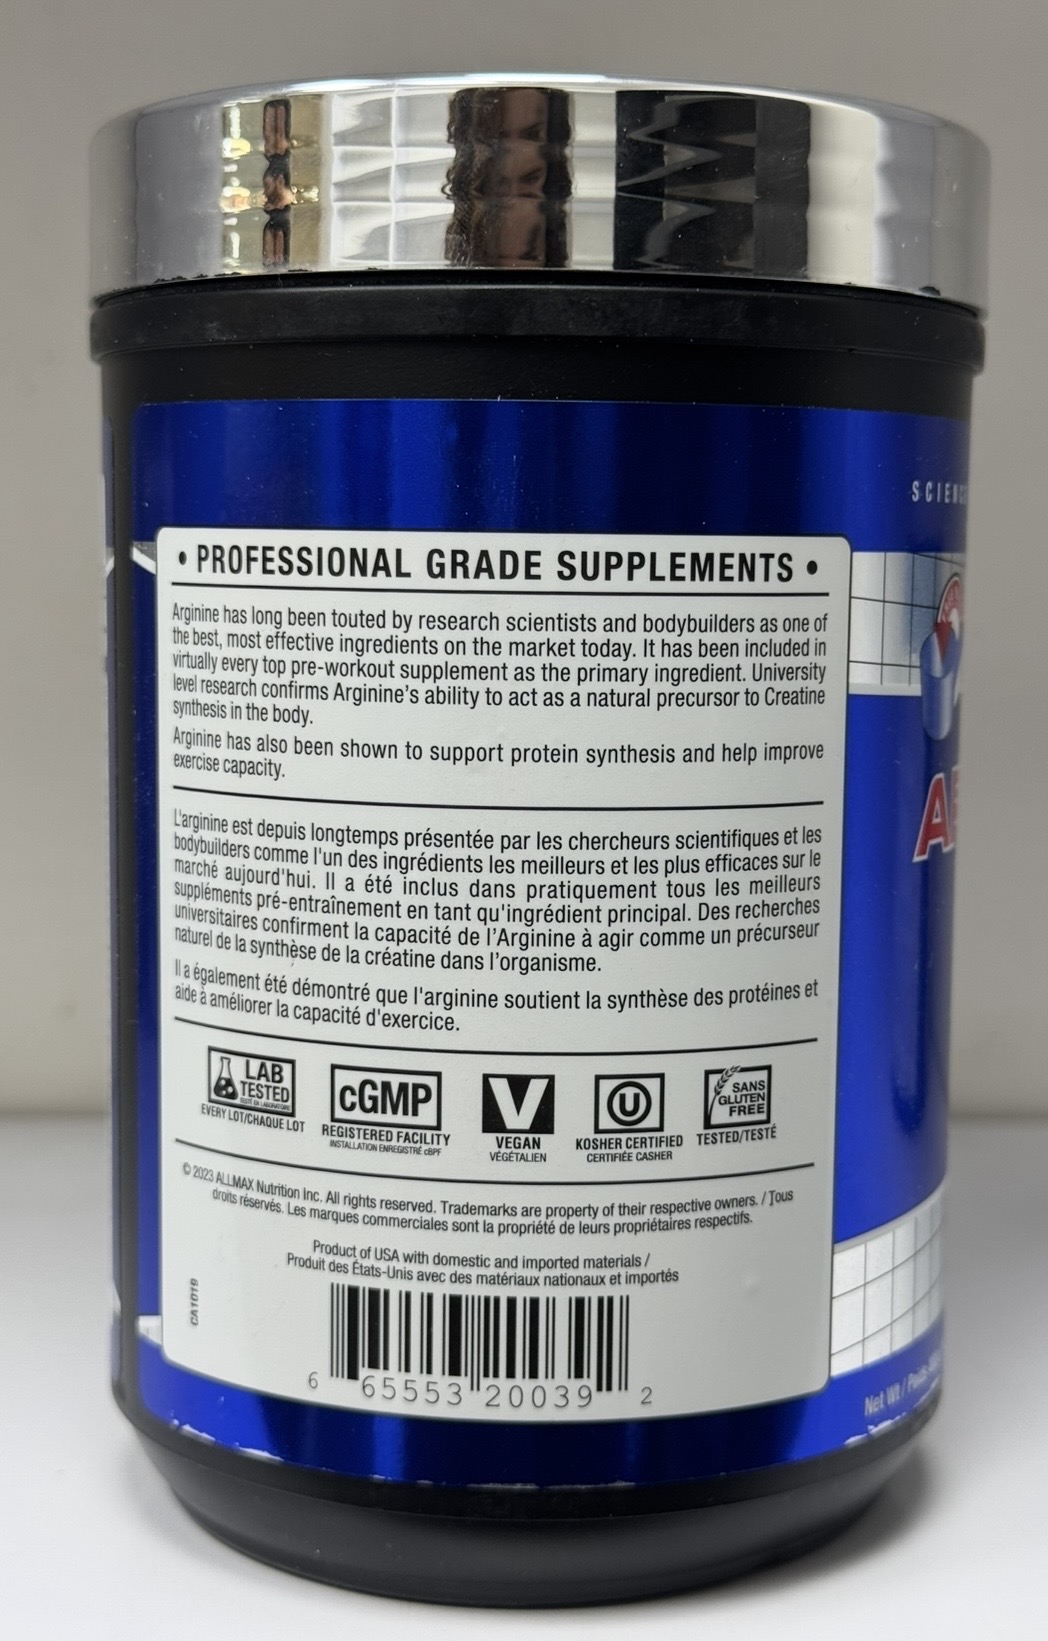 SCIENCE
• PROFESSIONAL GRADE SUPPLEMENTS •
Arginine has long been touted by research scientists and bodybuilders as one of
the best, most effective ingredients on the market today. It has been included in
virtually every top pre-workout supplement as the primary ingredient. University
level research confirms Arginine's ability to act as a natural precursor to Creatine
synthesis in the body.
Arginine has also been shown to support protein synthesis and help improve
exercise capacity.
L'arginine est depuis longtemps présentée par les chercheurs scientifiques et les
bodybuilders comme l'un des ingrédients les meilleurs et les plus efficaces sur le
marché aujourd'hui. Il a été inclus dans pratiquement tous les meilleurs
suppléments pré-entraînement en tant qu'ingrédient principal. Des recherches
universitaires confirment la capacité de l'Arginine à agir comme un précurseur
naturel de la synthèse de la créatine dans l'organisme.
Il a également été démontré que l'arginine soutient la synthèse des protéines et
aide à améliorer la capacité d'exercice.
LAB
TESTED
TESTÉ EN LABORATOIRE
EVERY LOT/CHAQUE LOT
cGMP
REGISTERED FACILITY
INSTALLATION ENREGISTRÉ cBPF
V
VEGAN
VÉGÉTALIEN
U
KOSHER CERTIFIED
CERTIFIÉE CASHER
SANS
GLUTEN
FREE
TESTED/TESTÉ
© 2023 ALLMAX Nutrition Inc. All rights reserved. Trademarks are property of their respective owners. / Tous
droits réservés. Les marques commerciales sont la propriété de leurs propriétaires respectifs.
Product of USA with domestic and imported materials /
Produit des États-Unis avec des matériaux nationaux et importés
CA1019
6 65553 20039 2
Net Wt / Poids